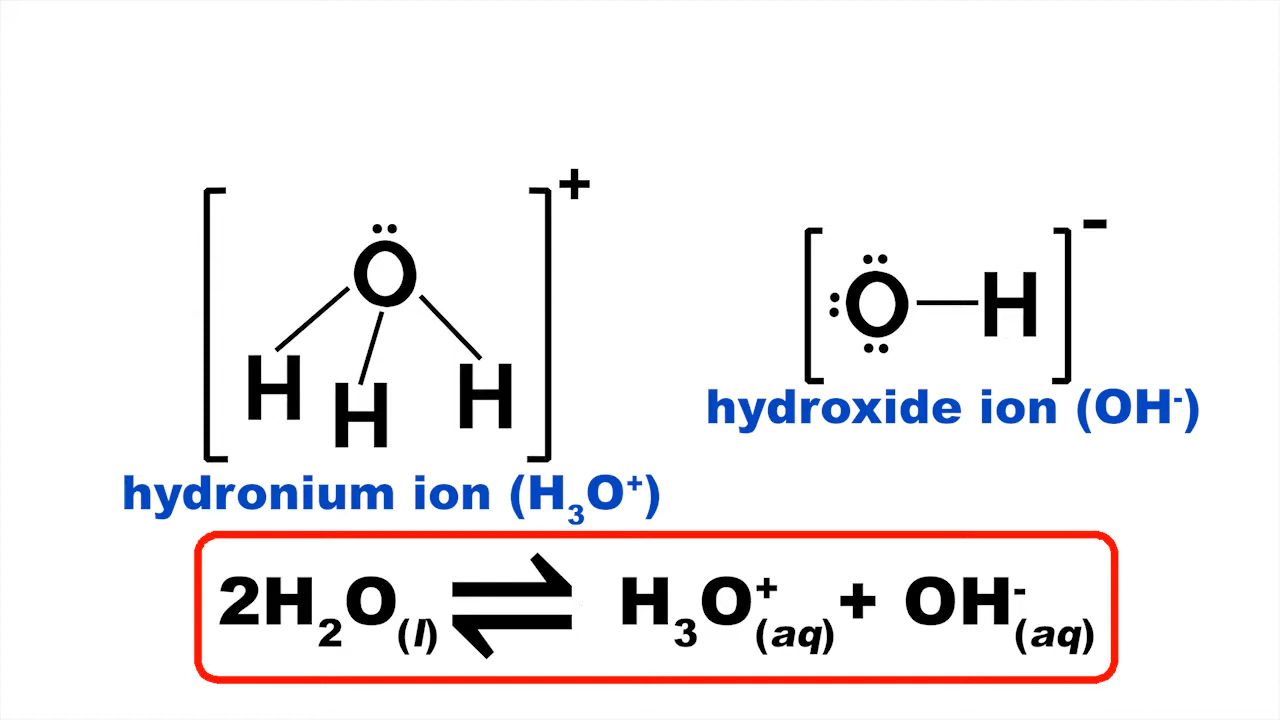 [Ö H H H]⁺
[:Ö̤—H]⁻
hydronium ion (H₃O⁺)
hydroxide ion (OH⁻)
2H₂O₍l₎ ⇌ H₃O⁺(aq) + OH⁻(aq)